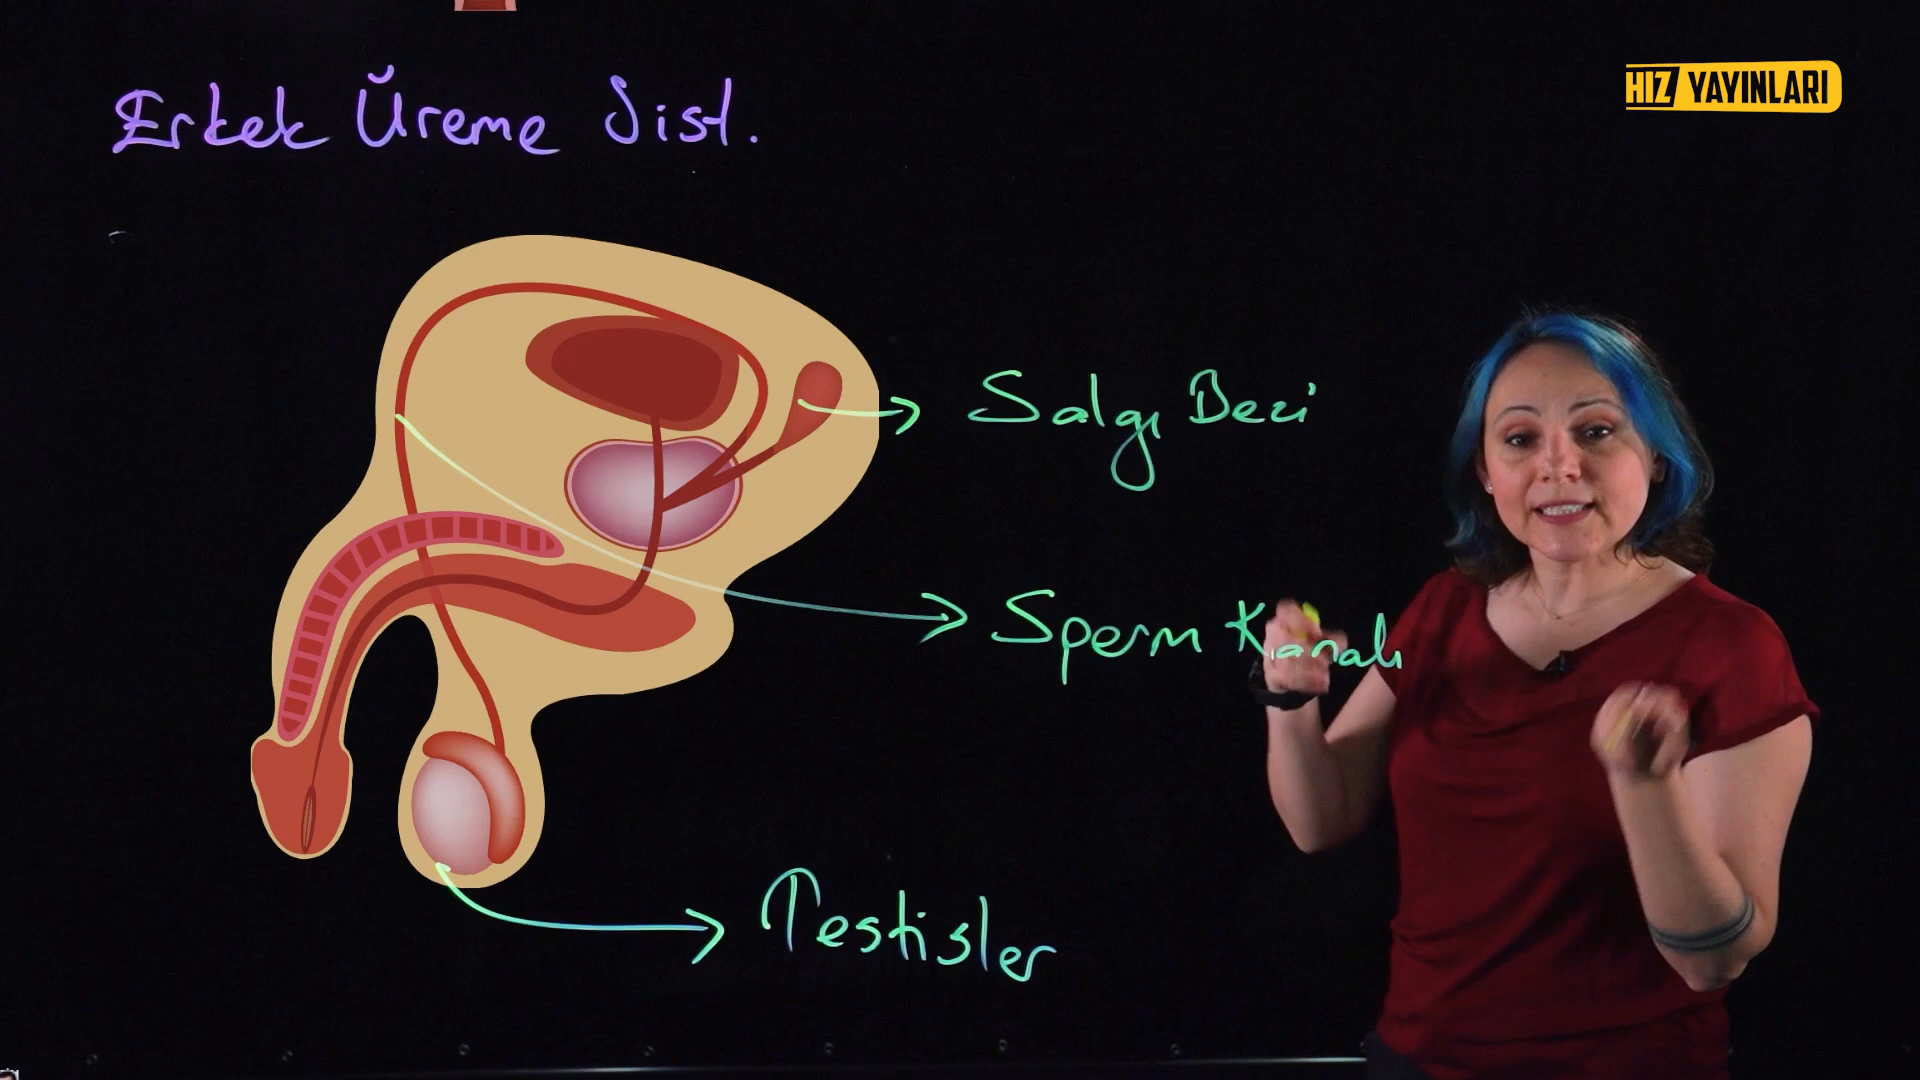 Erkek Üreme Sist.
HIZ YAYINLARI
Salgı Bezi
Sperm Kanalı
Testisler